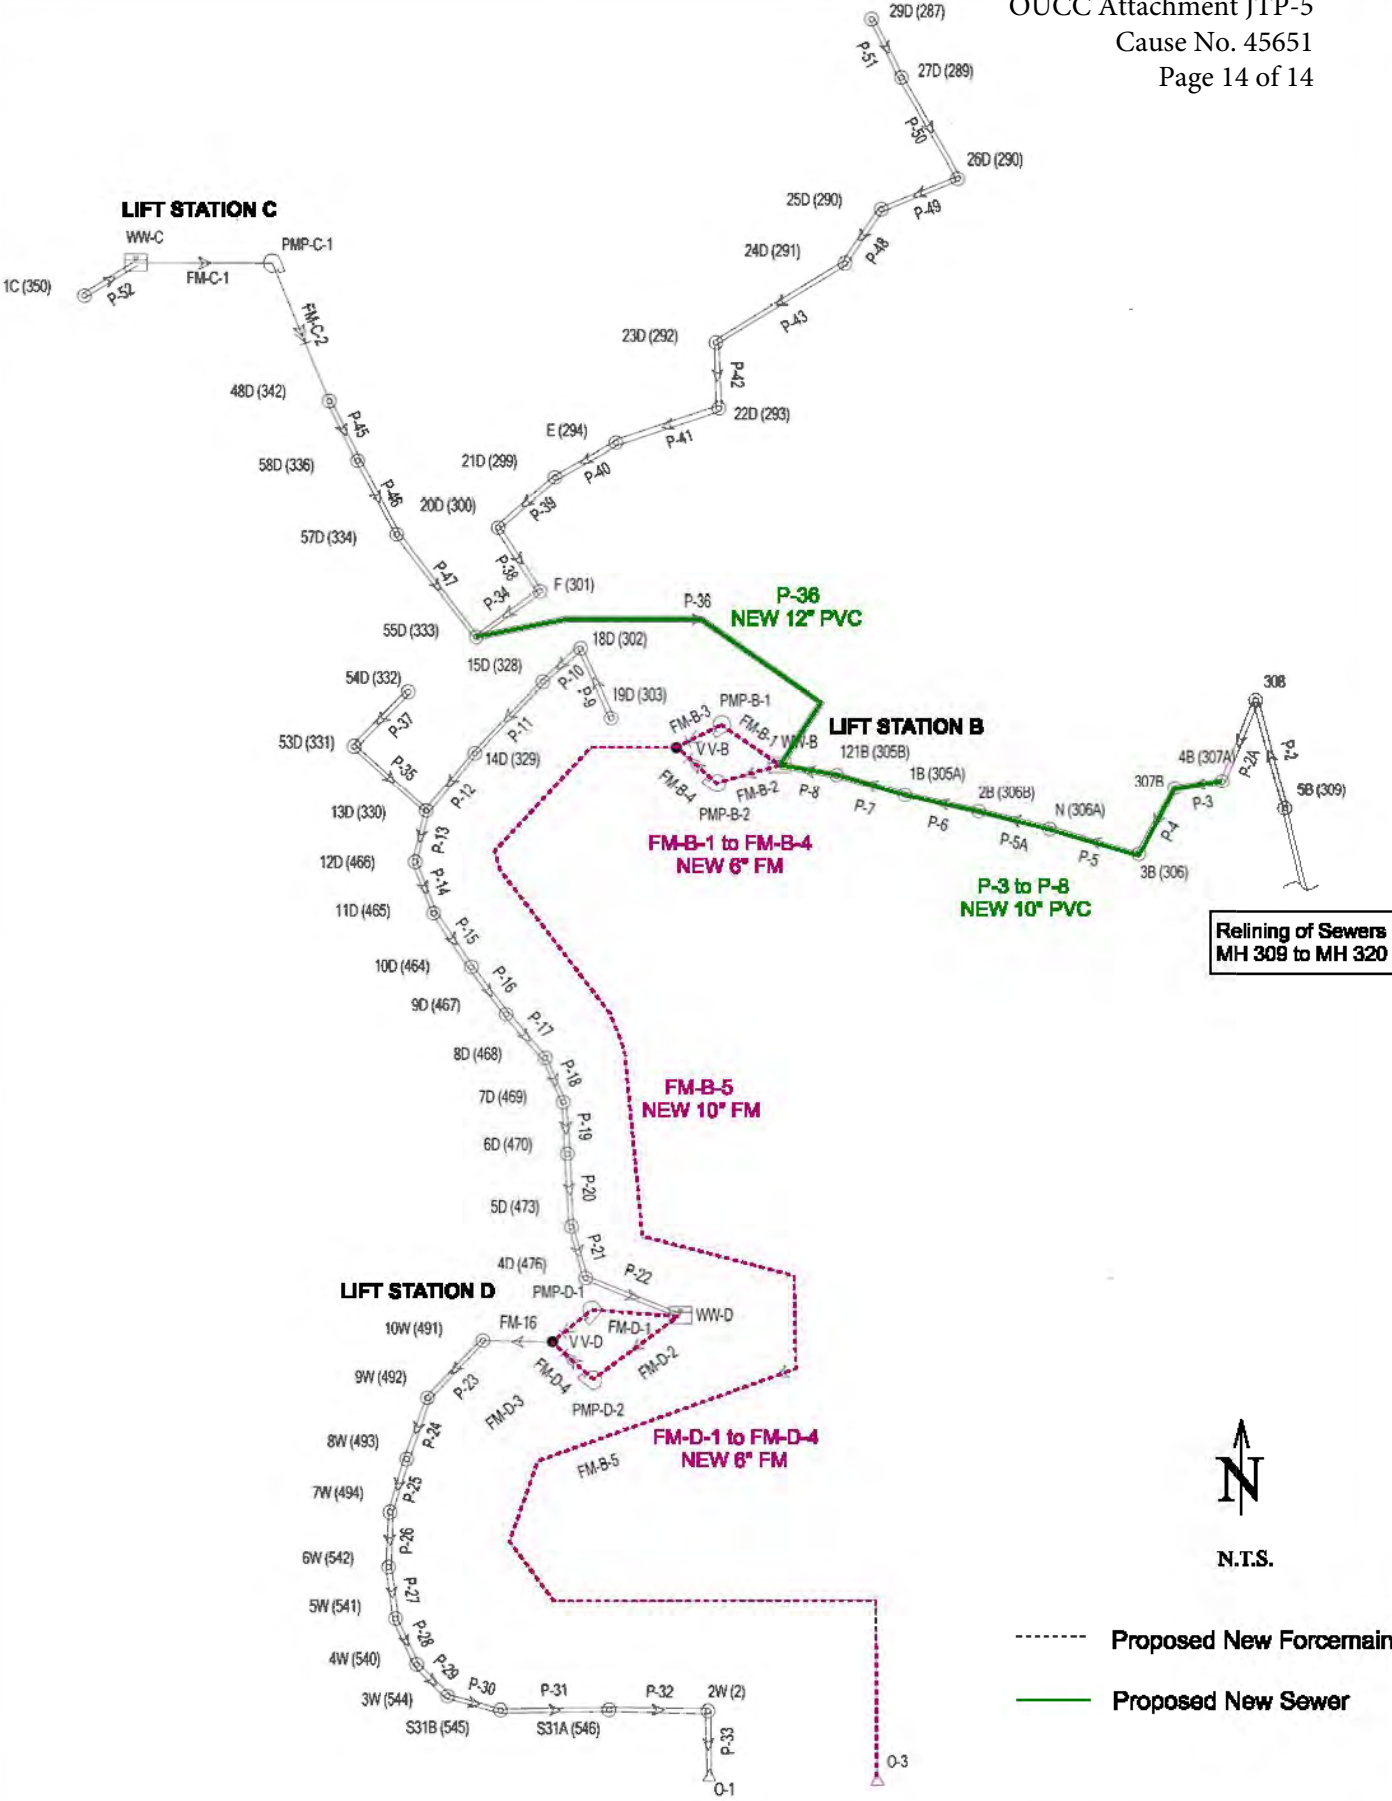 OUCC Attachment JTP-5
Cause No. 45651
Page 14 of 14
29D (287)
P-51
27D (289)
P-50
26D (290)
P-49
25D (290)
P-48
24D (291)
P-43
23D (292)
P-42
22D (293)
P-41
E (294)
P-40
21D (299)
P-39
20D (300)
P-38
F (301)
P-34
LIFT STATION C
WW-C
PMP-C-1
1C (350)
P-52
FM-C-1
FM-C-2
48D (342)
P-45
58D (336)
P-46
57D (334)
P-47
55D (333)
P-36
P-36
NEW 12" PVC
18D (302)
15D (328)
P-10
P-9
19D (303)
54D (332)
P-37
P-11
53D (331)
P-35
14D (329)
P-12
13D (330)
P-13
12D (466)
P-14
11D (465)
P-15
10D (464)
P-16
9D (467)
P-17
8D (468)
P-18
7D (469)
P-19
6D (470)
P-20
5D (473)
P-21
4D (476)
P-22
PMP-B-1
FM-B-3
FM-B-1
WW-B
LIFT STATION B
V V-B
FM-B-4
FM-B-2
PMP-B-2
P-8
121B (305B)
P-7
1B (305A)
P-6
2B (306B)
P-5A
N (306A)
P-5
3B (306)
P-4
307B
P-3
4B (307A)
P-2A
308
P-2
5B (309)
FM-B-1 to FM-B-4
NEW 6" FM
P-3 to P-8
NEW 10" PVC
Relining of Sewers
MH 309 to MH 320
FM-B-5
NEW 10" FM
LIFT STATION D
PMP-D-1
WW-D
FM-16
V V-D
FM-D-1
FM-D-2
FM-D-4
FM-D-3
PMP-D-2
10W (491)
P-23
9W (492)
P-24
8W (493)
P-25
7W (494)
P-26
6W (542)
P-27
5W (541)
P-28
4W (540)
P-29
3W (544)
P-30
S31B (545)
P-31
S31A (546)
P-32
2W (2)
P-33
O-1
FM-D-1 to FM-D-4
NEW 6" FM
FM-B-5
O-3
N
N.T.S.
Proposed New Forcemain
Proposed New Sewer